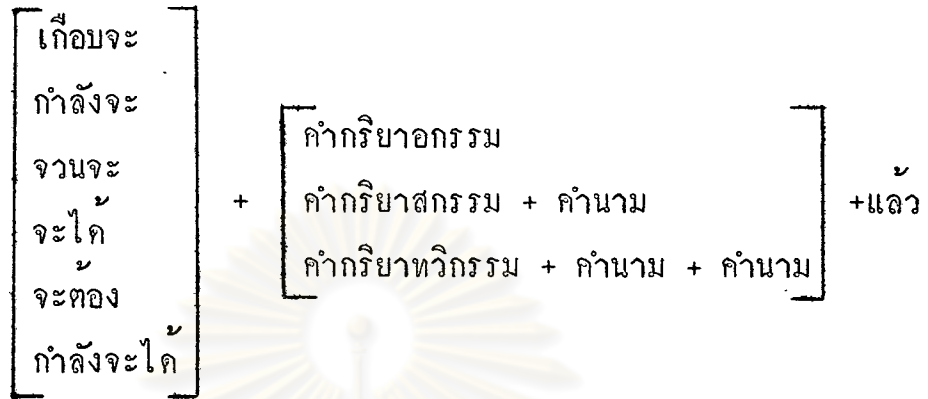 เกือบจะ
กำลังจะ
จวนจะ
จะได้
จะต้อง
กำลังจะได้
+
คำกริยาอกรรม
คำกริยาสกรรม + คำนาม
คำกริยาทวิกรรม + คำนาม + คำนาม
+แล้ว